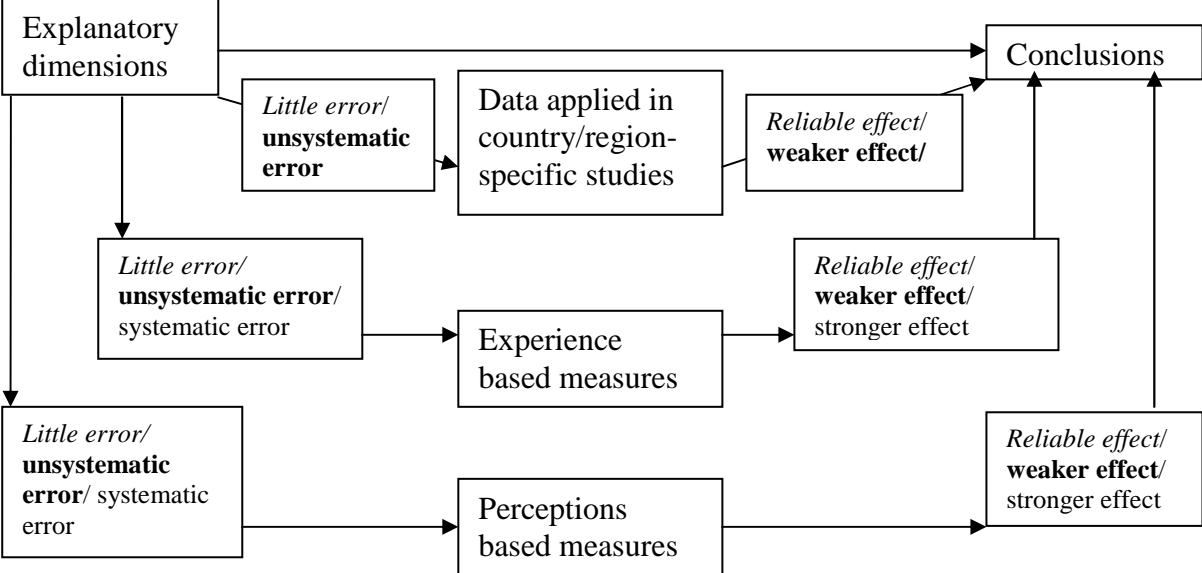 Explanatory
dimensions
Conclusions
Little error/
unsystematic
error
Data applied in
country/region-
specific studies
Reliable effect/
weaker effect/
Little error/
unsystematic error/
systematic error
Experience
based measures
Reliable effect/
weaker effect/
stronger effect
Little error/
unsystematic
error/ systematic
error
Perceptions
based measures
Reliable effect/
weaker effect/
stronger effect